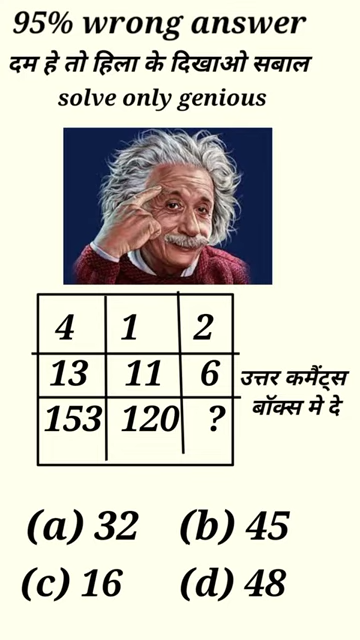 95% wrong answer
दम हे तो हिला के दिखाओ सबाल
solve only genious
4 1 2
13 11 6
153 120 ?
उत्तर कमैंट्स
बॉक्स मे दे
(a) 32 (b) 45
(c) 16 (d) 48